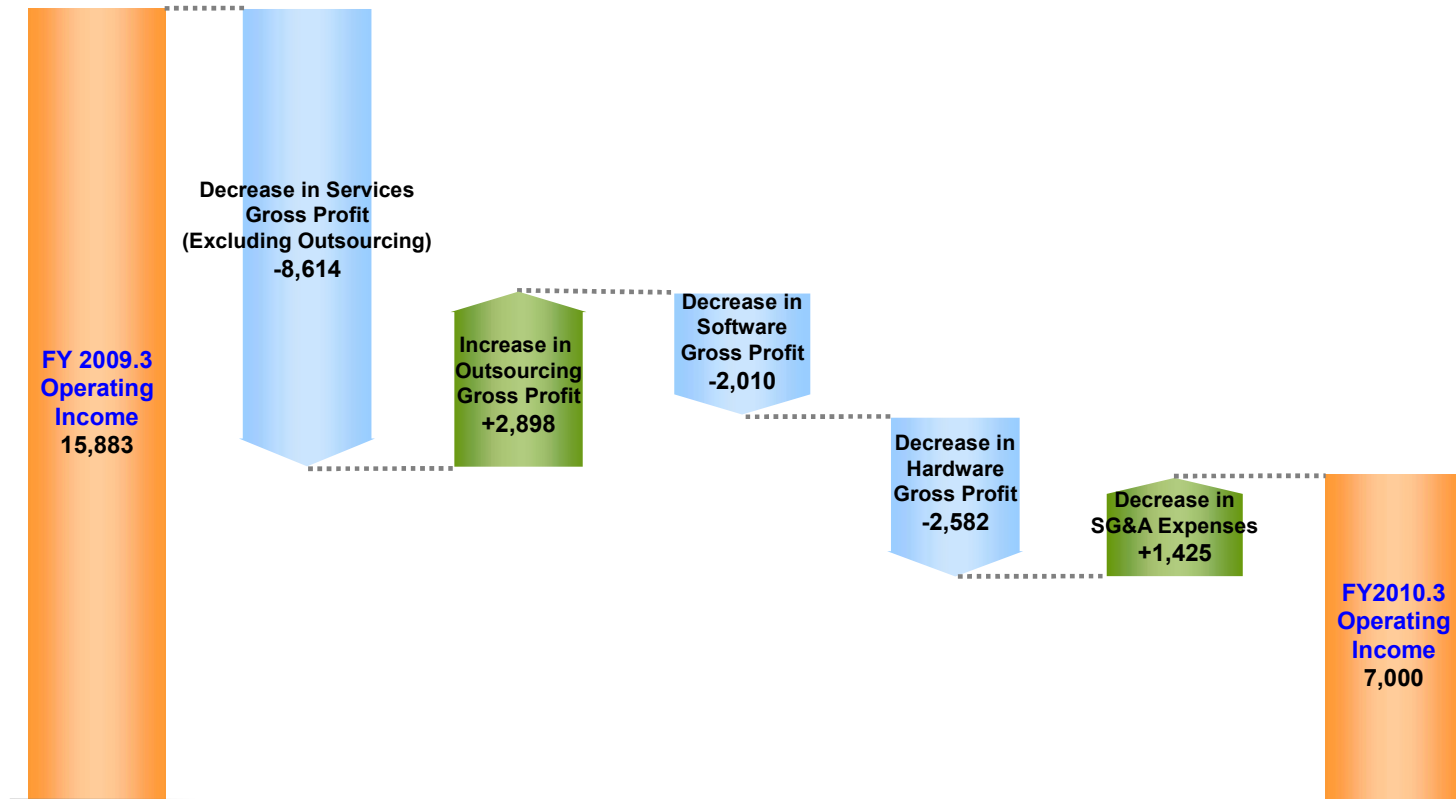 FY 2009.3
Operating
Income
15,883
Decrease in Services
Gross Profit
(Excluding Outsourcing)
-8,614
Increase in
Outsourcing
Gross Profit
+2,898
Decrease in
Software
Gross Profit
-2,010
Decrease in
Hardware
Gross Profit
-2,582
Decrease in
SG&A Expenses
+1,425
FY2010.3
Operating
Income
7,000